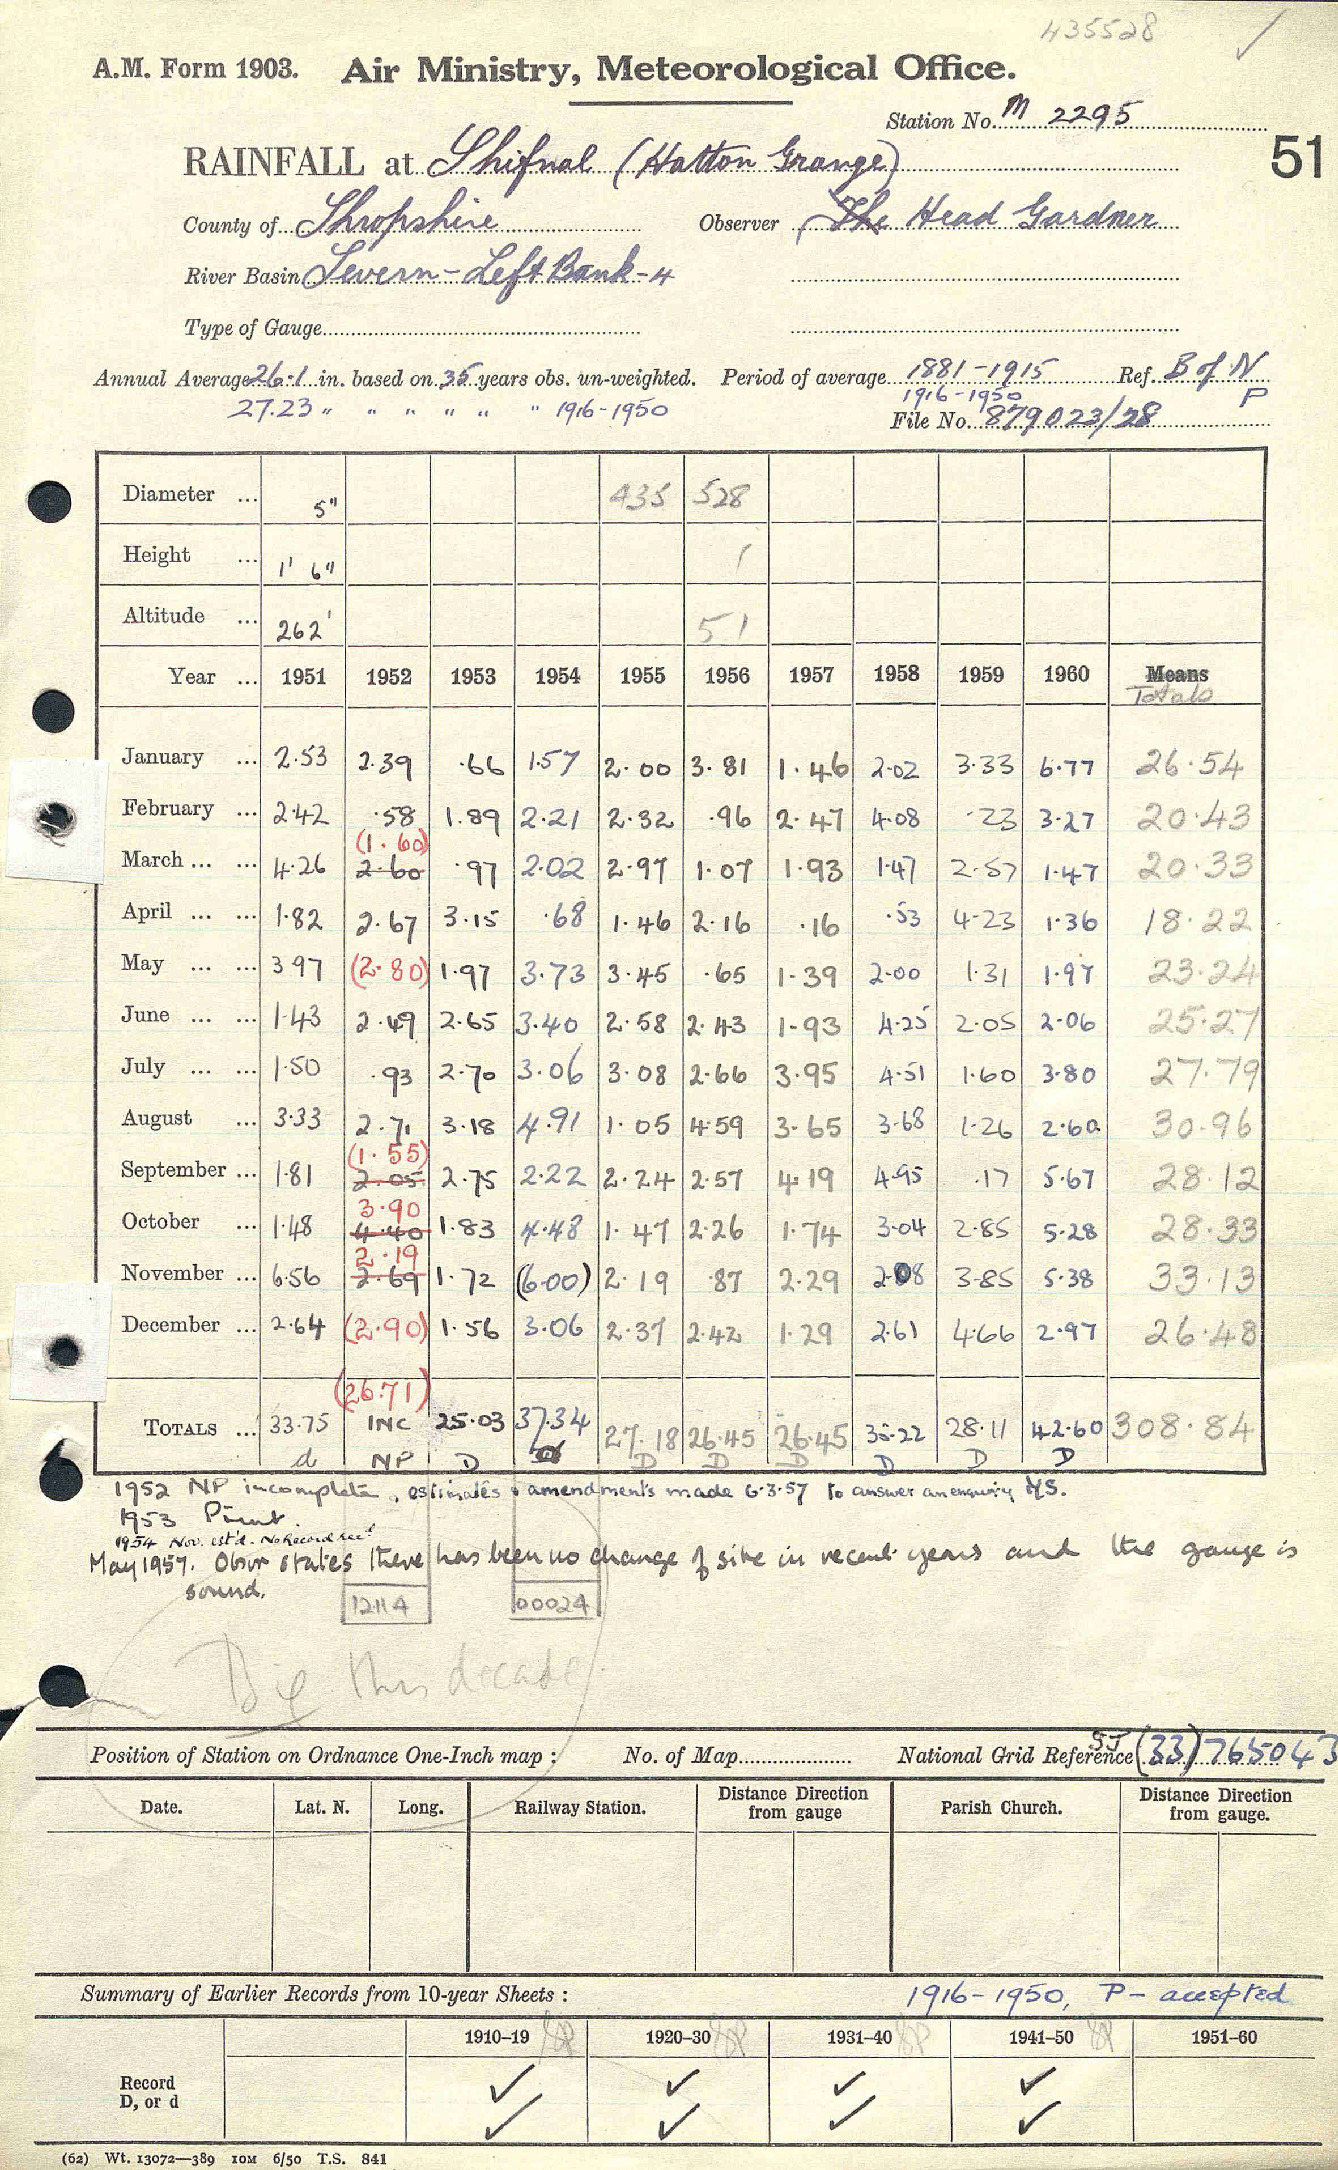 435528 ✓
A.M. Form 1903. Air Ministry, Meteorological Office.
Station No. M 2295
51
RAINFALL at Shifnal (Hatton Grange)
County of Shropshire Observer The Head Gardner
River Basin Severn - Left Bank - 4
Type of Gauge
Annual Average 26.1 in. based on 35 years obs. un-weighted. Period of average 1881-1915 Ref. B of N
27.23 " " " " " " 1916-1950 1916-1950 P
File No. 879023/28
Diameter ... 5" 435 528
Height ... 1' 6" 1
Altitude ... 262' 51
Year ... 1951 1952 1953 1954 1955 1956 1957 1958 1959 1960 Means
Totals
January ... 2.53 2.39 .66 1.57 2.00 3.81 1.46 2.02 3.33 6.77 26.54
February ... 2.42 .58 1.89 2.21 2.32 .96 2.47 4.08 .23 3.27 20.43
(1.60)
March ... ... 4.26 2.60 .97 2.02 2.97 1.07 1.93 1.47 2.57 1.47 20.33
April ... ... 1.82 2.67 3.15 .68 1.46 2.16 .16 .53 4.23 1.36 18.22
May ... ... 3.97 (2.80) 1.97 3.73 3.45 .65 1.39 2.00 1.31 1.97 23.24
June ... ... 1.43 2.49 2.65 3.40 2.58 2.43 1.93 4.25 2.05 2.06 25.27
July ... ... 1.50 .93 2.70 3.06 3.08 2.66 3.95 4.51 1.60 3.80 27.79
August ... 3.33 2.71 3.18 4.91 1.05 4.59 3.65 3.68 1.26 2.60 30.96
(1.55)
September ... 1.81 2.05 2.75 2.22 2.24 2.57 4.19 4.95 .17 5.67 28.12
3.90
October ... 1.48 4.40 1.83 4.48 1.47 2.26 1.74 3.04 2.85 5.28 28.33
2.19
November ... 6.56 2.69 1.72 (6.00) 2.19 .87 2.29 2.08 3.85 5.38 33.13
December ... 2.64 (2.90) 1.56 3.06 2.37 2.42 1.29 2.61 4.66 2.97 26.48
(26.71)
TOTALS ... 33.75 INC 25.03 37.34 27.18 26.45 26.45 35.22 28.11 42.60 308.84
d NP D D D D D D D
1952 NP incomplete, estimates & amendments made 6.3.57 to answer an enquiry
1953 Print.
1954 Nov. est'd. No Record rec'd
May 1957. Obsr states there has been no change of site in recent years and the gauge is
sound.
12114 00024
Dig this decade
Position of Station on Ordnance One-Inch map : No. of Map National Grid Reference SJ (33) 765043
Date. Lat. N. Long. Railway Station. Distance Direction from gauge Parish Church. Distance Direction from gauge.
Summary of Earlier Records from 10-year Sheets : 1916-1950, P - accepted
1910-19 1920-30 1931-40 1941-50 1951-60
Record ✓ ✓ ✓ ✓
D, or d ✓ ✓ ✓ ✓
(62) Wt. 13072—389 10M 6/50 T.S. 841